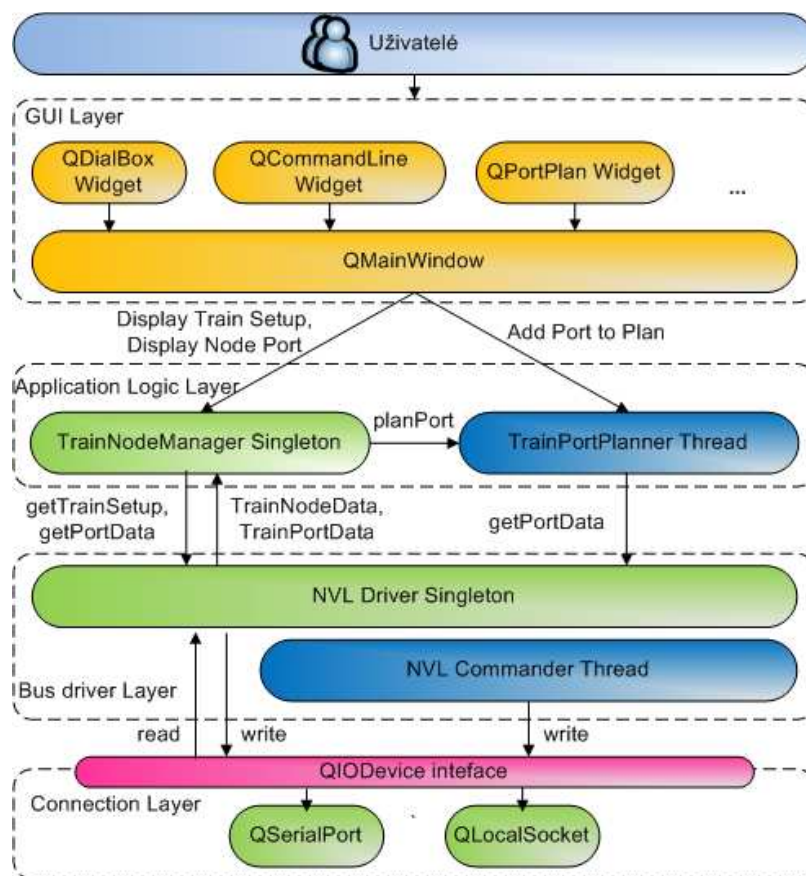 Uživatelé
GUI Layer
QDialBox
Widget
QCommandLine
Widget
QPortPlan Widget
...
QMainWindow
Display Train Setup,
Display Node Port
Add Port to Plan
Application Logic Layer
TrainNodeManager Singleton
planPort
TrainPortPlanner Thread
getTrainSetup,
getPortData
TrainNodeData,
TrainPortData
getPortData
NVL Driver Singleton
NVL Commander Thread
Bus driver Layer
read
write
write
QIODevice inteface
Connection Layer
QSerialPort
QLocalSocket